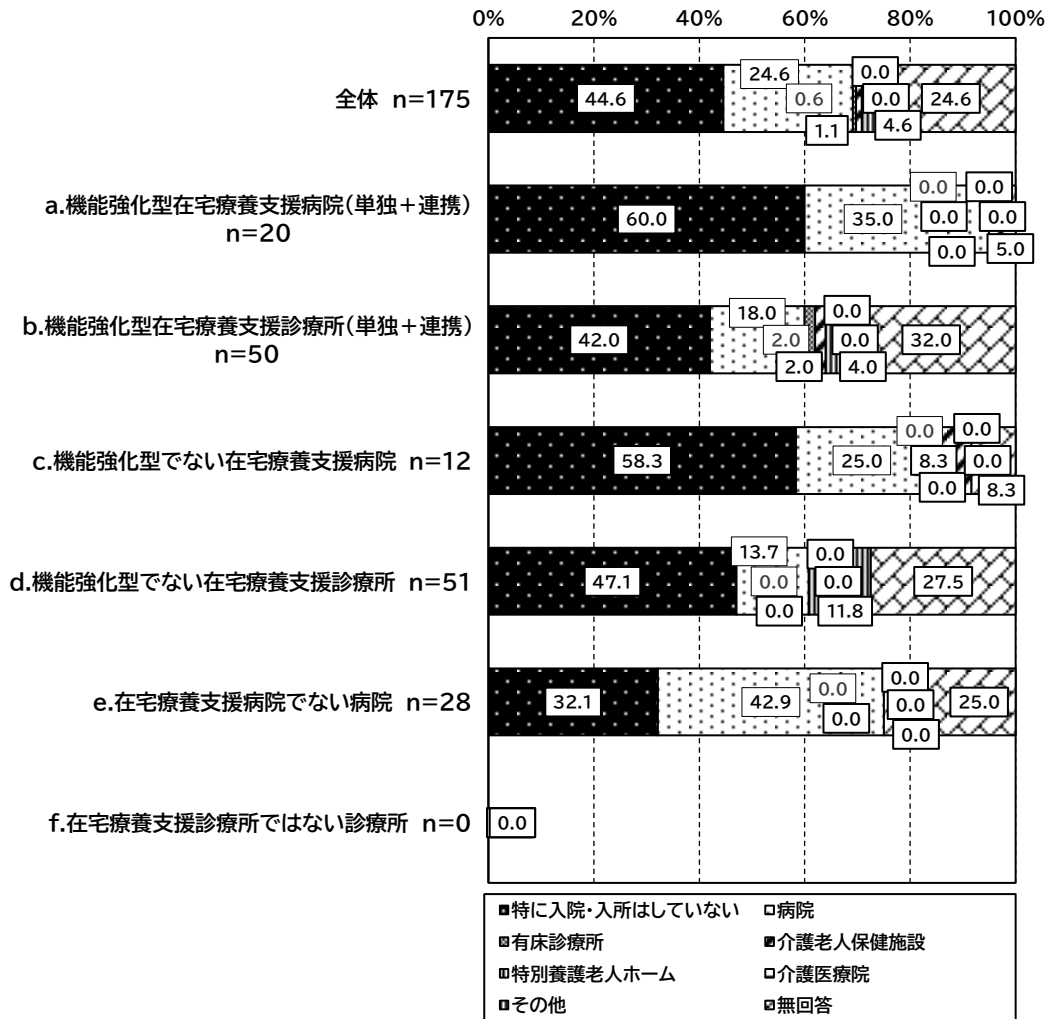 0% 20% 40% 60% 80% 100%
全体 n=175
44.6 24.6 0.6 1.1 0.0 0.0 4.6 24.6
a.機能強化型在宅療養支援病院(単独+連携)
n=20
60.0 35.0 0.0 0.0 0.0 0.0 0.0 5.0
b.機能強化型在宅療養支援診療所(単独+連携)
n=50
42.0 18.0 2.0 2.0 0.0 0.0 4.0 32.0
c.機能強化型でない在宅療養支援病院 n=12
58.3 25.0 0.0 8.3 0.0 0.0 0.0 8.3
d.機能強化型でない在宅療養支援診療所 n=51
47.1 13.7 0.0 0.0 0.0 0.0 11.8 27.5
e.在宅療養支援病院でない病院 n=28
32.1 42.9 0.0 0.0 0.0 0.0 0.0 25.0
f.在宅療養支援診療所ではない診療所 n=0
0.0
特に入院・入所はしていない 病院
有床診療所 介護老人保健施設
特別養護老人ホーム 介護医療院
その他 無回答